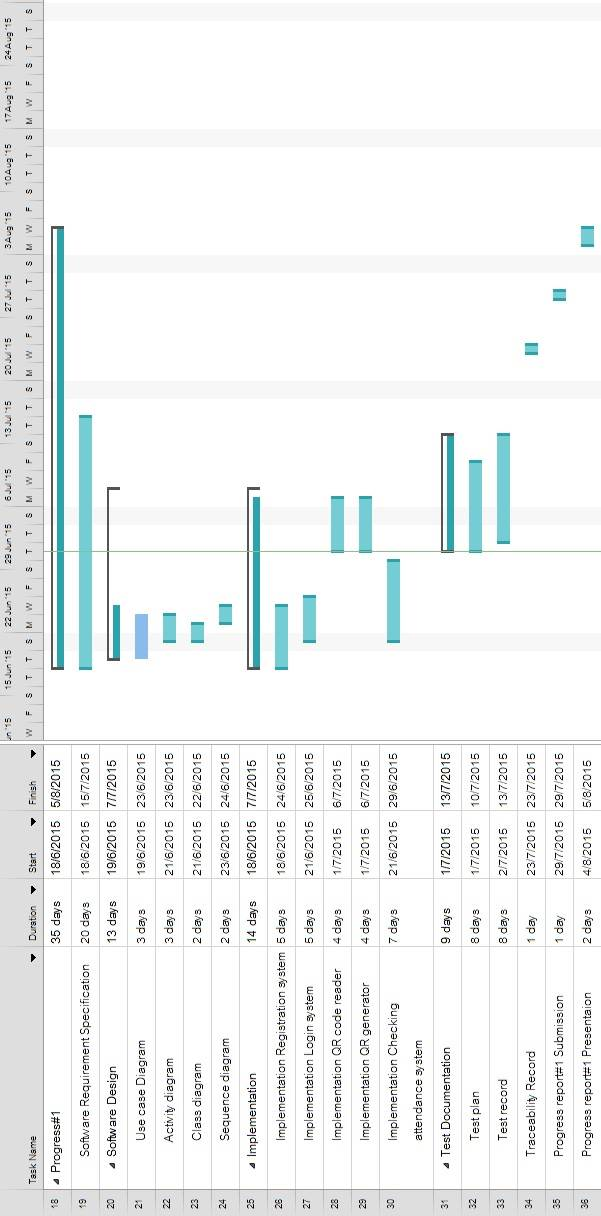 Task Name Duration Start Finish n '15 15 Jun '15 22 Jun '15 29 Jun '15 6 Jul '15 13 Jul '15 20 Jul '15 27 Jul '15 3 Aug '15 10 Aug '15 17 Aug '15 24 Aug '15
W F S T T S M W F S T T S M W F S T T S M W F S T T S M W F S T T S M W F S T T S
18 Progress#1 35 days 18/6/2015 5/8/2015
19 Software Requirement Specification 20 days 18/6/2015 15/7/2015
20 Software Design 13 days 19/6/2015 7/7/2015
21 Use case Diagram 3 days 19/6/2015 23/6/2015
22 Activity diagram 3 days 21/6/2015 23/6/2015
23 Class diagram 2 days 21/6/2015 22/6/2015
24 Sequence diagram 2 days 23/6/2015 24/6/2015
25 Implementation 14 days 18/6/2015 7/7/2015
26 Implementation Registration system 5 days 18/6/2015 24/6/2015
27 Implementation Login system 5 days 21/6/2015 25/6/2015
28 Implementation QR code reader 4 days 1/7/2015 6/7/2015
29 Implementation QR generator 4 days 1/7/2015 6/7/2015
30 Implementation Checking 7 days 21/6/2015 29/6/2015
attendance system
31 Test Documentation 9 days 1/7/2015 13/7/2015
32 Test plan 8 days 1/7/2015 10/7/2015
33 Test record 8 days 2/7/2015 13/7/2015
34 Traceability Record 1 day 23/7/2015 23/7/2015
35 Progress report#1 Submission 1 day 29/7/2015 29/7/2015
36 Progress report#1 Presentaion 2 days 4/8/2015 5/8/2015